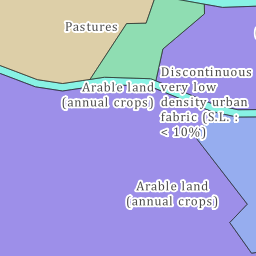 Pastures
Arable land
(annual crops)
Discontinuous
very low
density urban
fabric (S.L. :
< 10%)
Arable land
(annual crops)